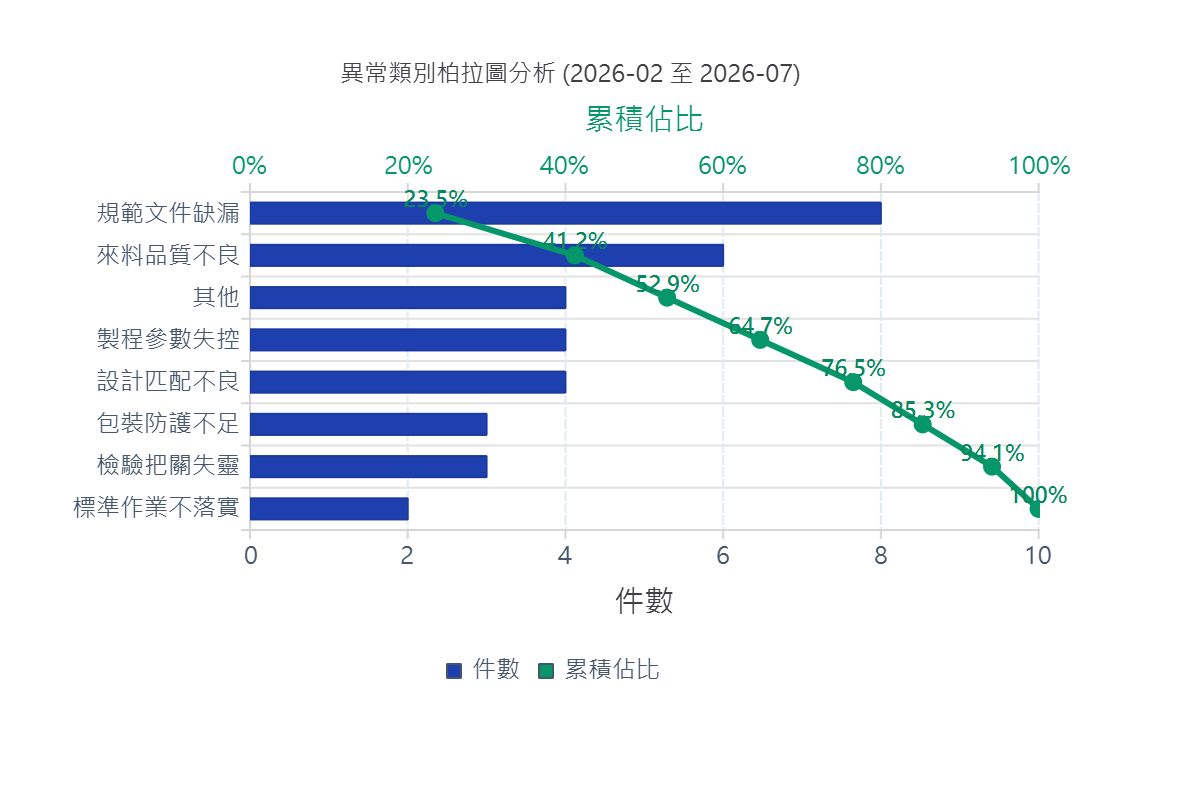 異常類別柏拉圖分析 (2026-02 至 2026-07)
累積佔比
0% 20% 40% 60% 80% 100%
規範文件缺漏 23.5%
來料品質不良 41.2%
其他 52.9%
製程參數失控 64.7%
設計匹配不良 76.5%
包裝防護不足 85.3%
檢驗把關失靈 94.1%
標準作業不落實 100%
0 2 4 6 8 10
件數
件數 累積佔比